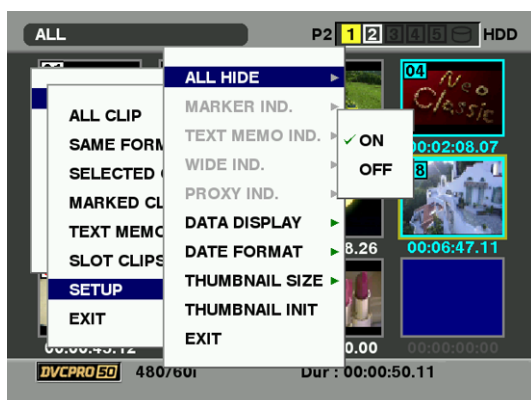 ALL P2 1 2 3 4 5 HDD
ALL HIDE
MARKER IND.
TEXT MEMO IND.
WIDE IND.
PROXY IND.
DATA DISPLAY
DATE FORMAT
THUMBNAIL SIZE
THUMBNAIL INIT
EXIT
ON
OFF
ALL CLIP
SAME FORM
SELECTED
MARKED CL
TEXT MEMO
SLOT CLIPS
SETUP
EXIT
04
Neo
Classic
00:02:08.07
8
8.26
00:06:47.11
0.00
00:00:00:00
DVCPRO 50 480/60i Dur : 00:00:50.11